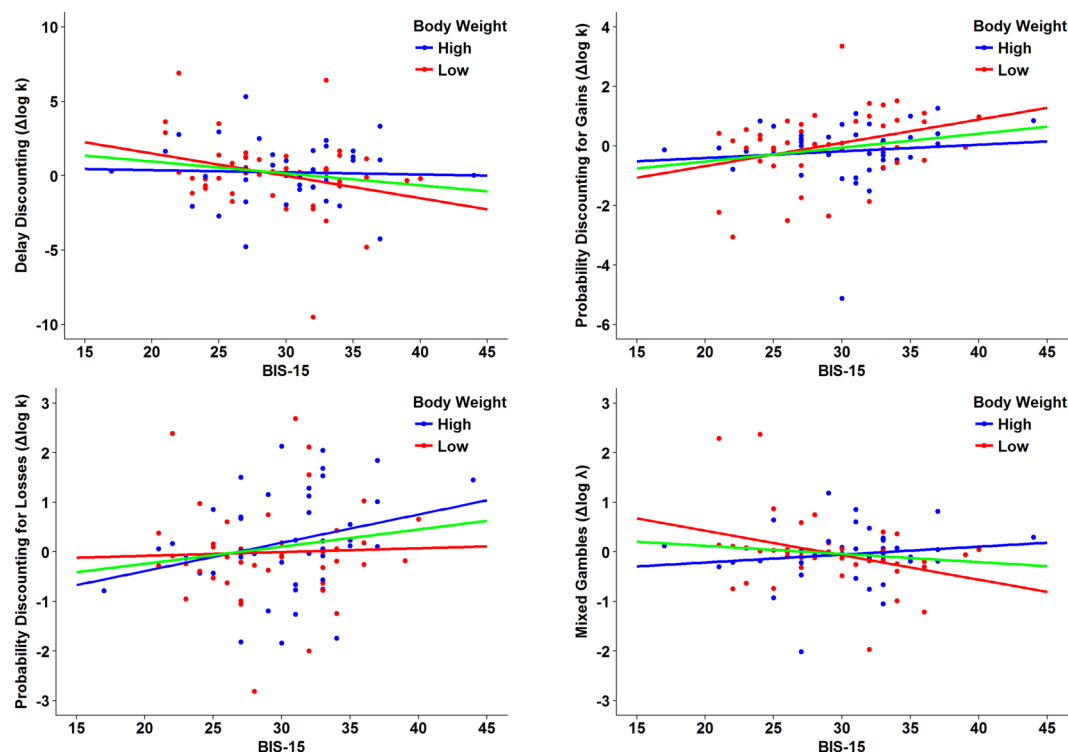 Delay Discounting (Δlog k)
10
5
0
-5
-10
15 20 25 30 35 40 45
BIS-15
Body Weight
High
Low
Probability Discounting for Gains (Δlog k)
4
2
0
-2
-4
-6
15 20 25 30 35 40 45
BIS-15
Body Weight
High
Low
Probability Discounting for Losses (Δlog k)
3
2
1
0
-1
-2
-3
15 20 25 30 35 40 45
BIS-15
Body Weight
High
Low
Mixed Gambles (Δlog λ)
3
2
1
0
-1
-2
-3
15 20 25 30 35 40 45
BIS-15
Body Weight
High
Low